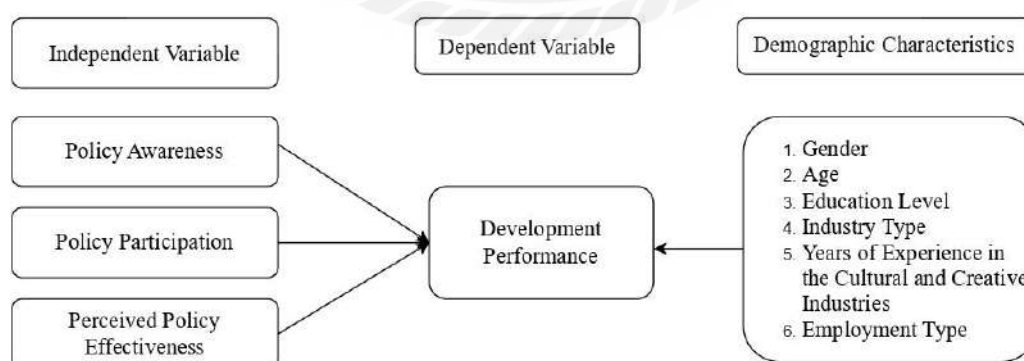 Independent Variable
Dependent Variable
Demographic Characteristics
Policy Awareness
Policy Participation
Perceived Policy
Effectiveness
Development
Performance
1. Gender
2. Age
3. Education Level
4. Industry Type
5. Years of Experience in
the Cultural and Creative
Industries
6. Employment Type